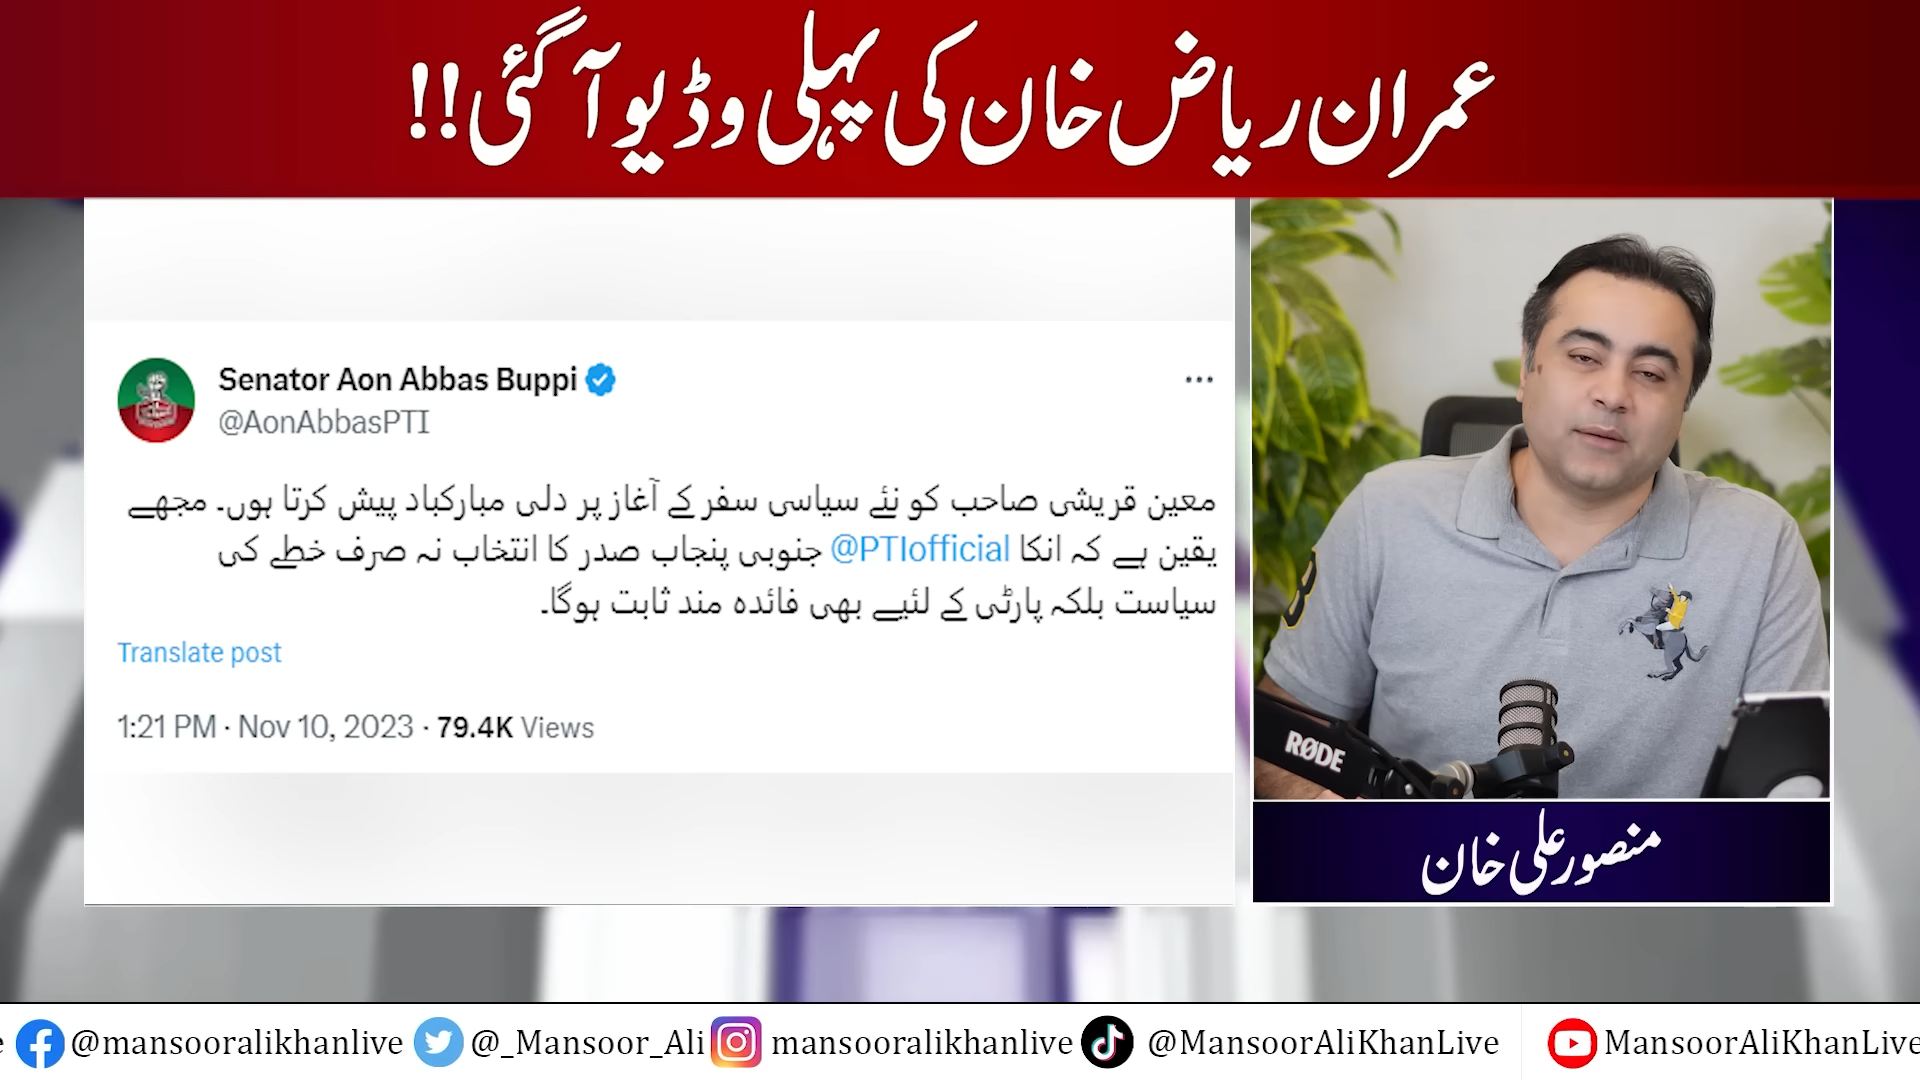 عمران ریاض خان کی پہلی وڈیو آگئی!!
Senator Aon Abbas Buppi
@AonAbbasPTI
معین قریشی صاحب کو نئے سیاسی سفر کے آغاز پر دلی مبارکباد پیش کرتا ہوں۔ مجھے
یقین ہے کہ انکا @PTIofficial جنوبی پنجاب صدر کا انتخاب نہ صرف خطے کی
سیاست بلکہ پارٹی کے لئیے بھی فائدہ مند ثابت ہوگا۔
Translate post
1:21 PM · Nov 10, 2023 · 79.4K Views
RØDE
منصور علی خان
@mansooralikhanlive @_Mansoor_Ali mansooralikhanlive @MansoorAliKhanLive MansoorAliKhanLive